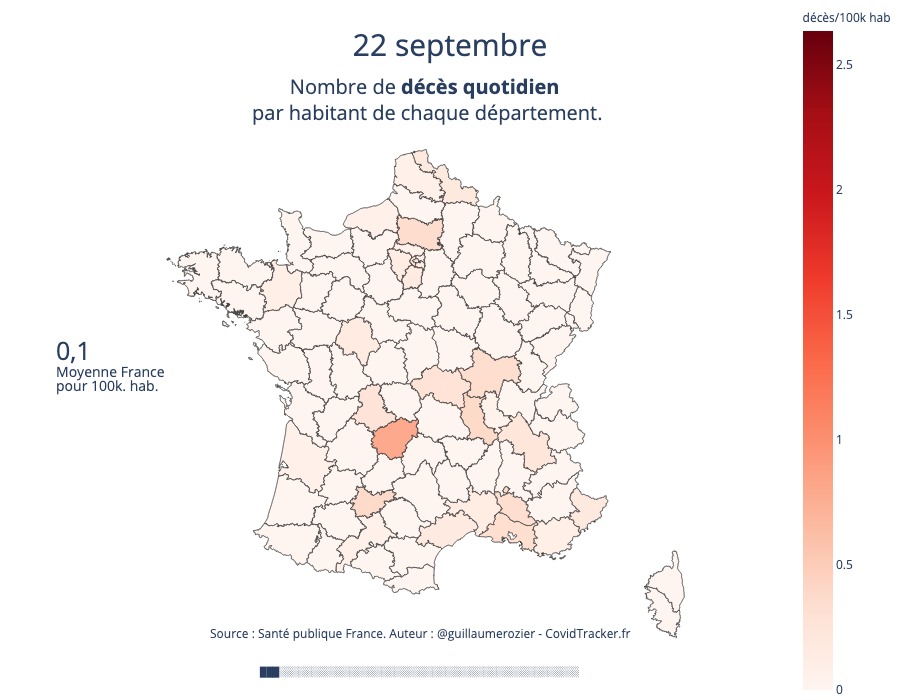 22 septembre
Nombre de décès quotidien
par habitant de chaque département.
décès/100k hab
2.5
2
1.5
1
0.5
0
0,1
Moyenne France
pour 100k. hab.
Source : Santé publique France. Auteur : @guillaumerozier - CovidTracker.fr